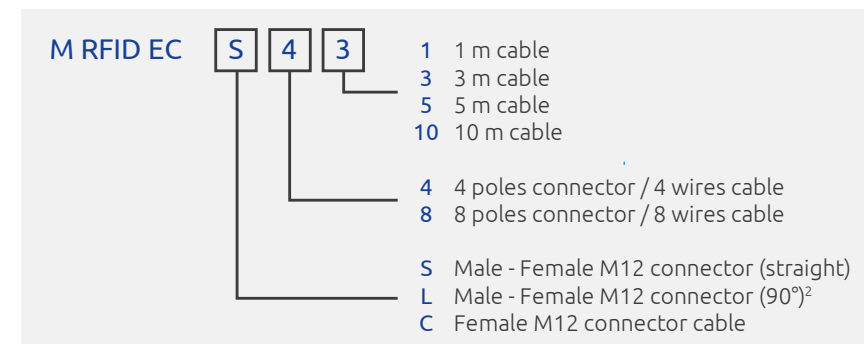 M RFID EC S 4 3
1 1 m cable
3 3 m cable
5 5 m cable
10 10 m cable
4 4 poles connector / 4 wires cable
8 8 poles connector / 8 wires cable
S Male - Female M12 connector (straight)
L Male - Female M12 connector (90°)²
C Female M12 connector cable